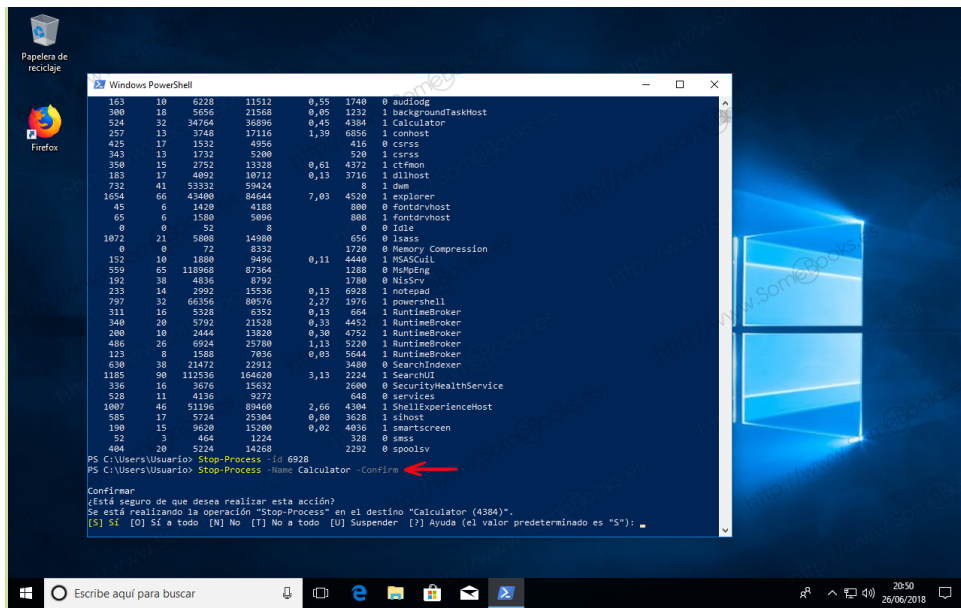 Papelera de
reciclaje
Firefox
Windows PowerShell
163 10 6228 11512 0,55 1740 0 audiodg
300 18 5656 21568 0,05 1232 1 backgroundTaskHost
524 32 34764 36896 0,45 4384 1 Calculator
257 13 3748 17116 1,39 6856 1 conhost
425 17 1532 4956 416 0 csrss
343 13 1732 5200 520 1 csrss
350 15 2752 13328 0,61 4372 1 ctfmon
183 17 4092 10712 0,13 3716 1 dllhost
732 41 53332 59424 8 1 dwm
1654 66 43400 84644 7,03 4520 1 explorer
45 6 1420 4188 800 0 fontdrvhost
65 6 1580 5096 808 1 fontdrvhost
0 0 52 8 0 0 Idle
1072 21 5808 14980 656 0 lsass
0 0 72 8332 1720 0 Memory Compression
152 10 1880 9496 0,11 4440 1 MSASCuiL
559 65 118968 87364 1288 0 MsMpEng
192 38 4836 8792 1780 0 NisSrv
233 14 2992 15536 0,13 6928 1 notepad
797 32 66356 80576 2,27 1976 1 powershell
311 16 5328 6352 0,13 664 1 RuntimeBroker
340 20 5792 21528 0,33 4452 1 RuntimeBroker
200 10 2444 13820 0,30 4752 1 RuntimeBroker
486 26 6924 25780 1,13 5220 1 RuntimeBroker
123 8 1588 7036 0,03 5644 1 RuntimeBroker
630 38 21472 22912 3480 0 SearchIndexer
1185 90 112536 164620 3,13 2224 1 SearchUI
336 16 3676 15632 2600 0 SecurityHealthService
528 11 4136 9272 648 0 services
1007 46 51196 89460 2,66 4304 1 ShellExperienceHost
585 17 5724 25304 0,80 3628 1 sihost
190 15 9620 15200 0,02 4036 1 smartscreen
52 3 464 1224 328 0 smss
404 20 5224 14268 2292 0 spoolsv
PS C:\Users\Usuario> Stop-Process -id 6928
PS C:\Users\Usuario> Stop-Process -Name Calculator -Confirm
Confirmar
¿Está seguro de que desea realizar esta acción?
Se está realizando la operación "Stop-Process" en el destino "Calculator (4384)".
[S] Sí [O] Sí a todo [N] No [T] No a todo [U] Suspender [?] Ayuda (el valor predeterminado es "S"):
Escribe aquí para buscar
20:50
26/06/2018